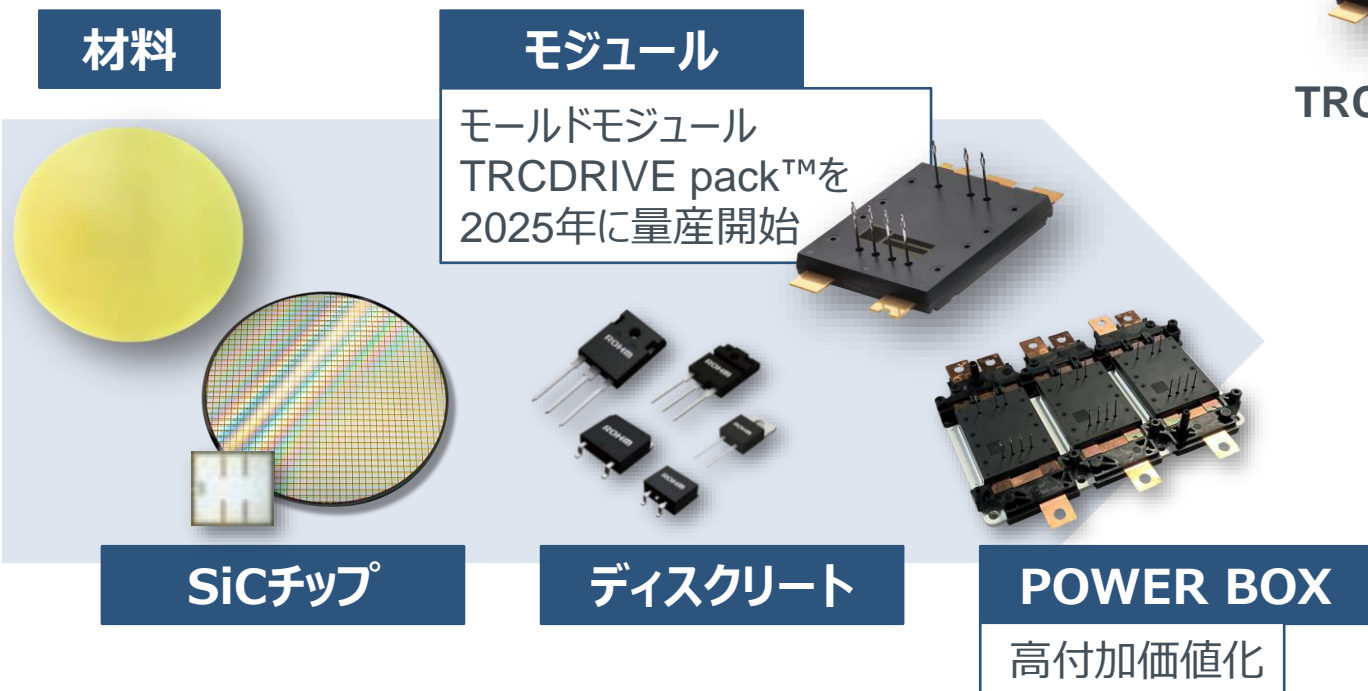 材料
モジュール
モールドモジュール
TRCDRIVE pack™を
2025年に量産開始
TRC
ROHM
ROHM
ROHM
ROHM
ROHM
SiCチップ
ディスクリート
POWER BOX
高付加価値化